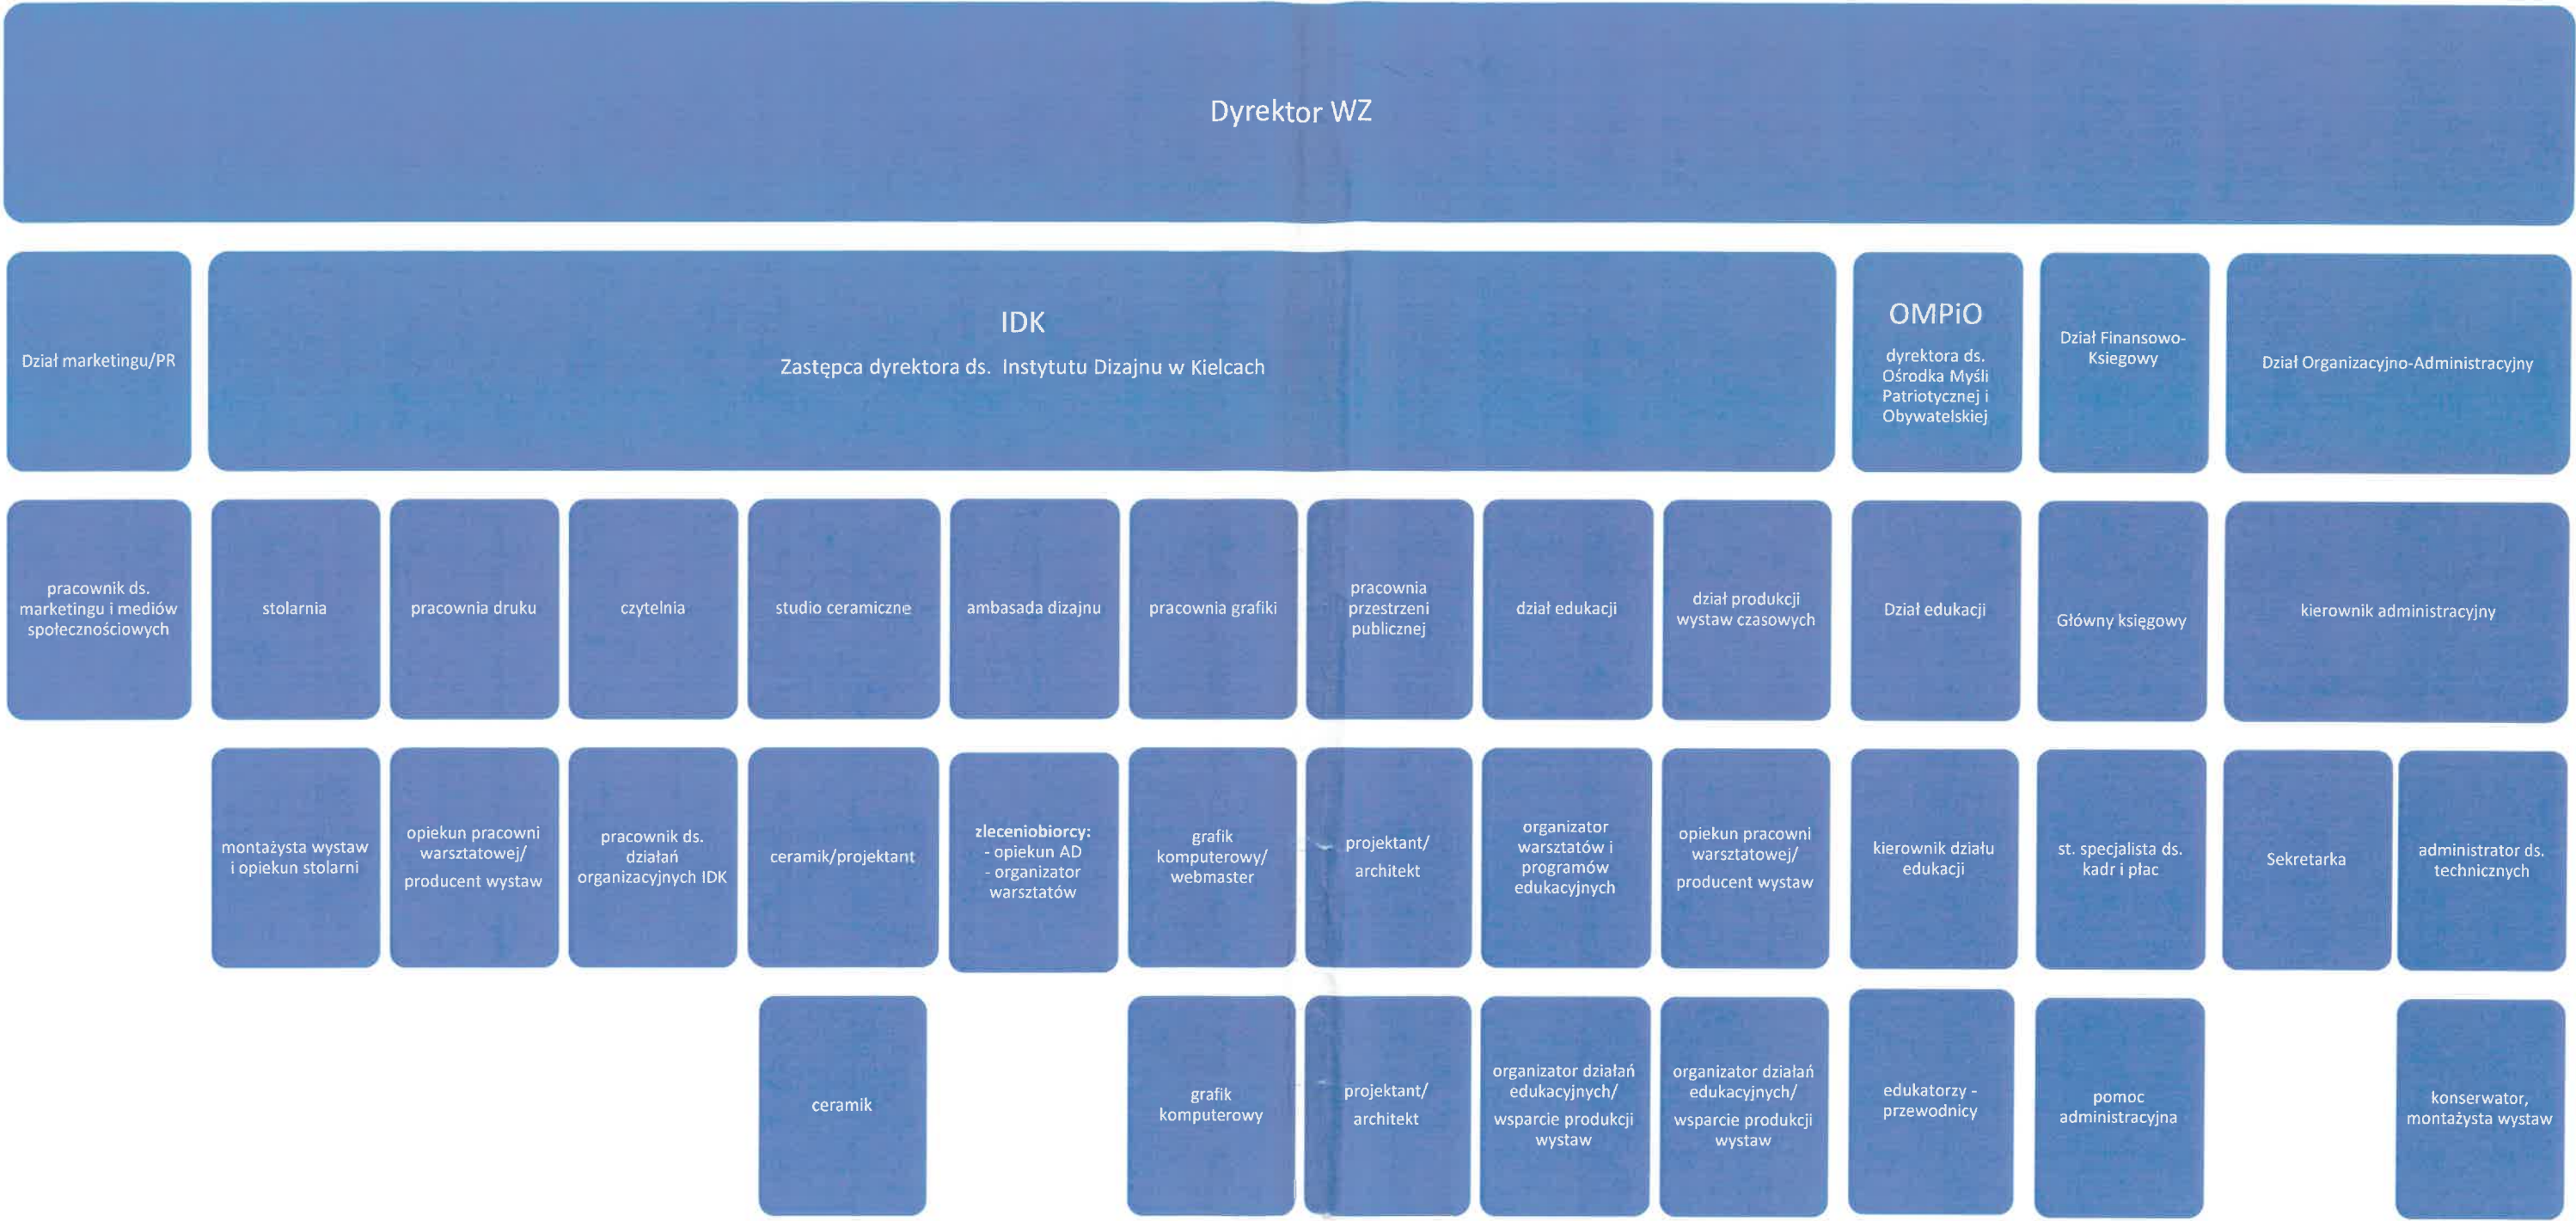 Dyrektor WZ
Dział marketingu/PR
IDK
Zastępca dyrektora ds. Instytutu Dizajnu w Kielcach
OMPiO
dyrektora ds.
Ośrodka Myśli
Patriotycznej i
Obywatelskiej
Dział Finansowo-
Ksiegowy
Dział Organizacyjno-Administracyjny
pracownik ds.
marketingu i mediów
społecznościowych
stolarnia
pracownia druku
czytelnia
studio ceramiczne
ambasada dizajnu
pracownia grafiki
pracownia
przestrzeni
publicznej
dział edukacji
dział produkcji
wystaw czasowych
Dział edukacji
Główny księgowy
kierownik administracyjny
montażysta wystaw
i opiekun stolarni
opiekun pracowni
warsztatowej/
producent wystaw
pracownik ds.
działań
organizacyjnych IDK
ceramik/projektant
zleceniobiorcy:
- opiekun AD
- organizator
warsztatów
grafik
komputerowy/
webmaster
projektant/
architekt
organizator
warsztatów i
programów
edukacyjnych
opiekun pracowni
warsztatowej/
producent wystaw
kierownik działu
edukacji
st. specjalista ds.
kadr i płac
Sekretarka
administrator ds.
technicznych
ceramik
grafik
komputerowy
projektant/
architekt
organizator działań
edukacyjnych/
wsparcie produkcji
wystaw
organizator działań
edukacyjnych/
wsparcie produkcji
wystaw
edukatorzy -
przewodnicy
pomoc
administracyjna
konserwator,
montażysta wystaw